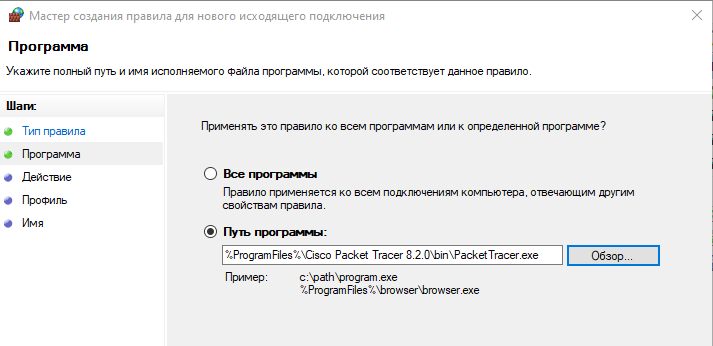 Мастер создания правила для нового исходящего подключения
Программа
Укажите полный путь и имя исполняемого файла программы, которой соответствует данное правило.
Шаги:
Тип правила
Программа
Действие
Профиль
Имя
Применять это правило ко всем программам или к определенной программе?
Все программы
Правило применяется ко всем подключениям компьютера, отвечающим другим
свойствам правила.
Путь программы:
%ProgramFiles%\Cisco Packet Tracer 8.2.0\bin\PacketTracer.exe
Обзор...
Пример:
c:\path\program.exe
%ProgramFiles%\browser\browser.exe